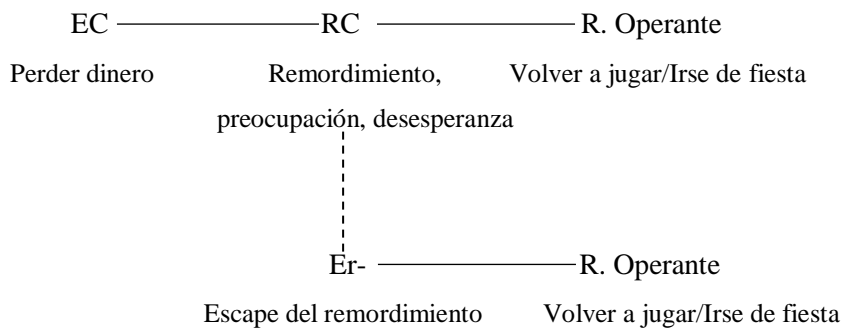 EC RC R. Operante
Perder dinero Remordimiento, Volver a jugar/Irse de fiesta
preocupación, desesperanza
Er- R. Operante
Escape del remordimiento Volver a jugar/Irse de fiesta